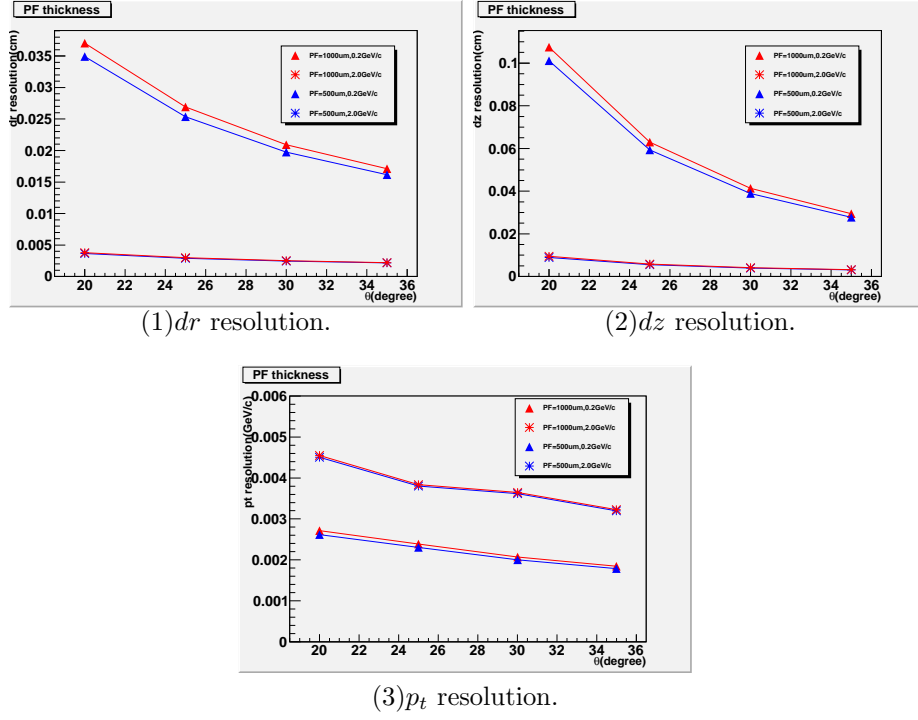 PF thickness
dr resolution(cm)
0.035
0.03
0.025
0.02
0.015
0.01
0.005
0
20 22 24 26 28 30 32 34 36
θ(degree)
PF=1000um,0.2GeV/c
PF=1000um,2.0GeV/c
PF=500um,0.2GeV/c
PF=500um,2.0GeV/c
(1)dr resolution.
PF thickness
dz resolution(cm)
0.1
0.08
0.06
0.04
0.02
0
20 22 24 26 28 30 32 34 36
θ(degree)
PF=1000um,0.2GeV/c
PF=1000um,2.0GeV/c
PF=500um,0.2GeV/c
PF=500um,2.0GeV/c
(2)dz resolution.
PF thickness
pt resolution(GeV/c)
0.006
0.005
0.004
0.003
0.002
0.001
0
20 22 24 26 28 30 32 34 36
θ(degree)
PF=1000um,0.2GeV/c
PF=1000um,2.0GeV/c
PF=500um,0.2GeV/c
PF=500um,2.0GeV/c
(3)p_t resolution.